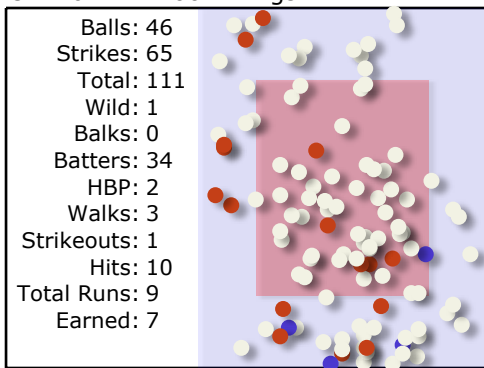 Balls: 46
Strikes: 65
Total: 111
Wild: 1
Balks: 0
Batters: 34
HBP: 2
Walks: 3
Strikeouts: 1
Hits: 10
Total Runs: 9
Earned: 7